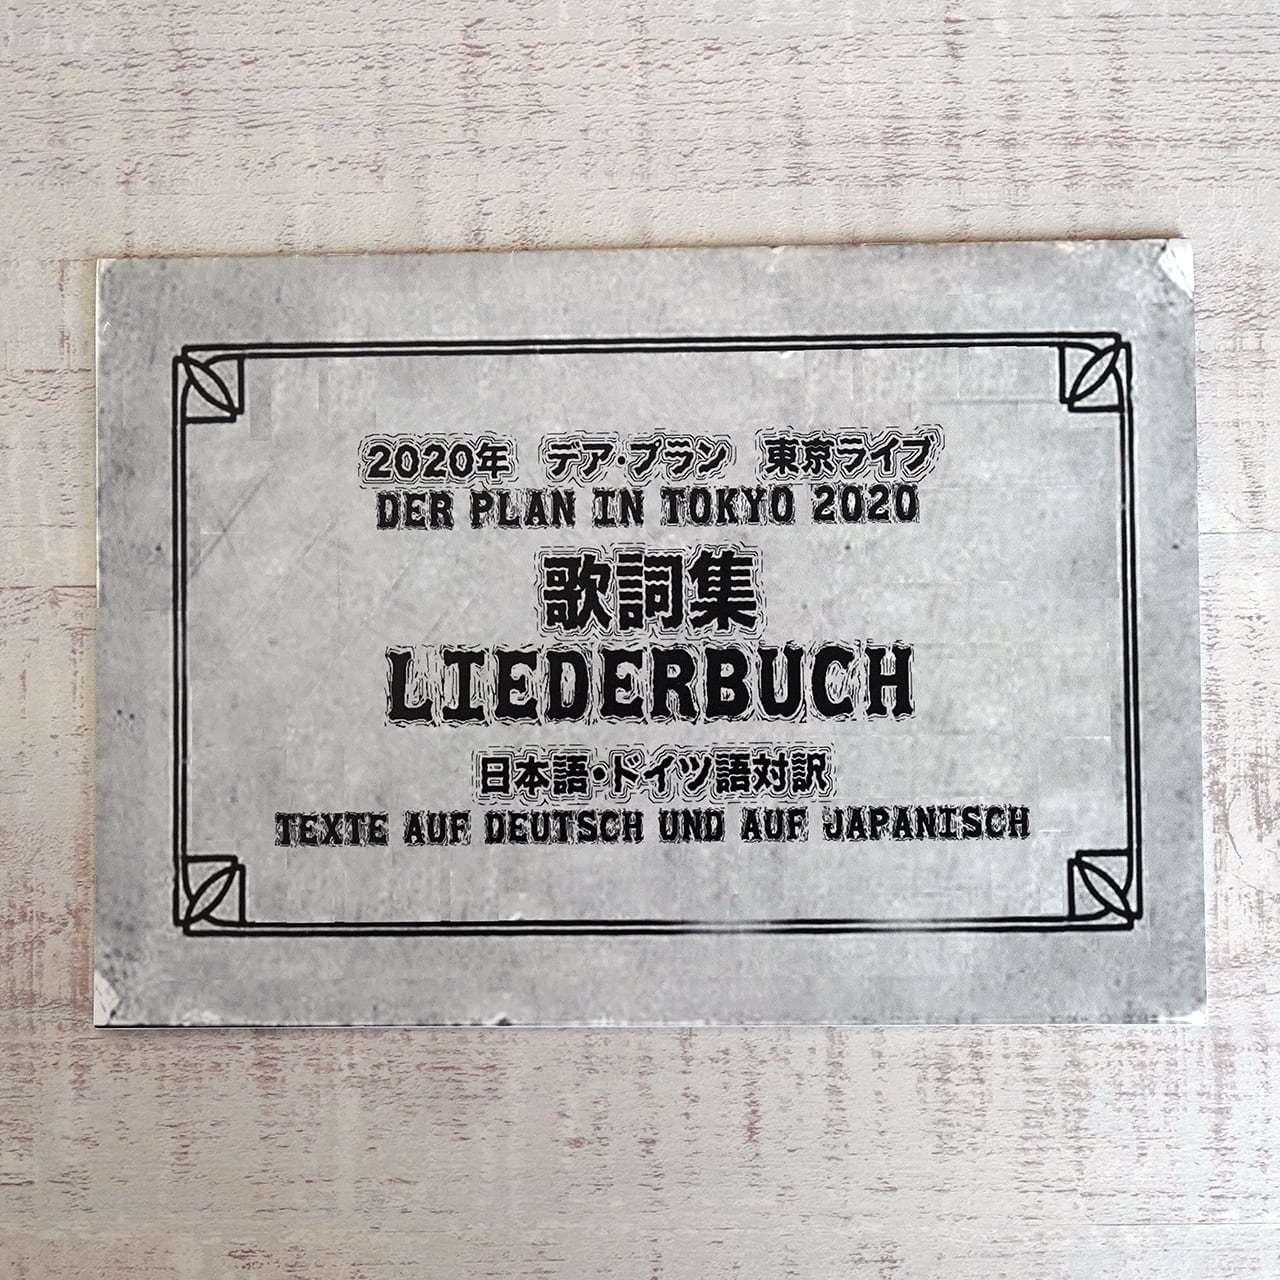 2020年 デア・プラン 東京ライブ
DER PLAN IN TOKYO 2020
歌詞集
LIEDERBUCH
日本語・ドイツ語対訳
TEXTE AUF DEUTSCH UND AUF JAPANISCH